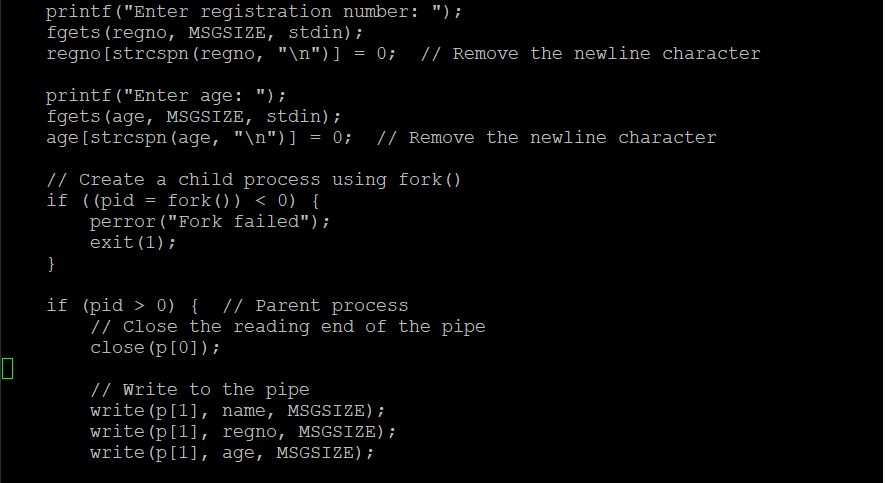 printf("Enter registration number: ");
fgets(regno, MSGSIZE, stdin);
regno[strcspn(regno, "\n")] = 0;  // Remove the newline character
printf("Enter age: ");
fgets(age, MSGSIZE, stdin);
age[strcspn(age, "\n")] = 0;  // Remove the newline character
// Create a child process using fork()
if ((pid = fork()) < 0) {
perror("Fork failed");
exit(1);
}
if (pid > 0) {  // Parent process
// Close the reading end of the pipe
close(p[0]);
// Write to the pipe
write(p[1], name, MSGSIZE);
write(p[1], regno, MSGSIZE);
write(p[1], age, MSGSIZE);